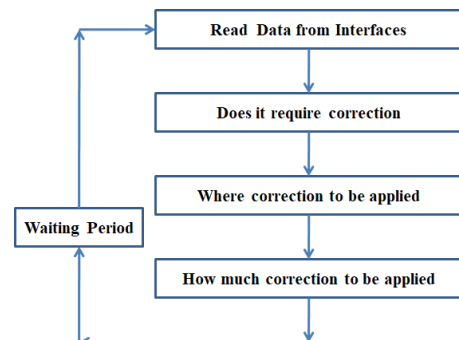 Read Data from Interfaces
Does it require correction
Where correction to be applied
Waiting Period
How much correction to be applied